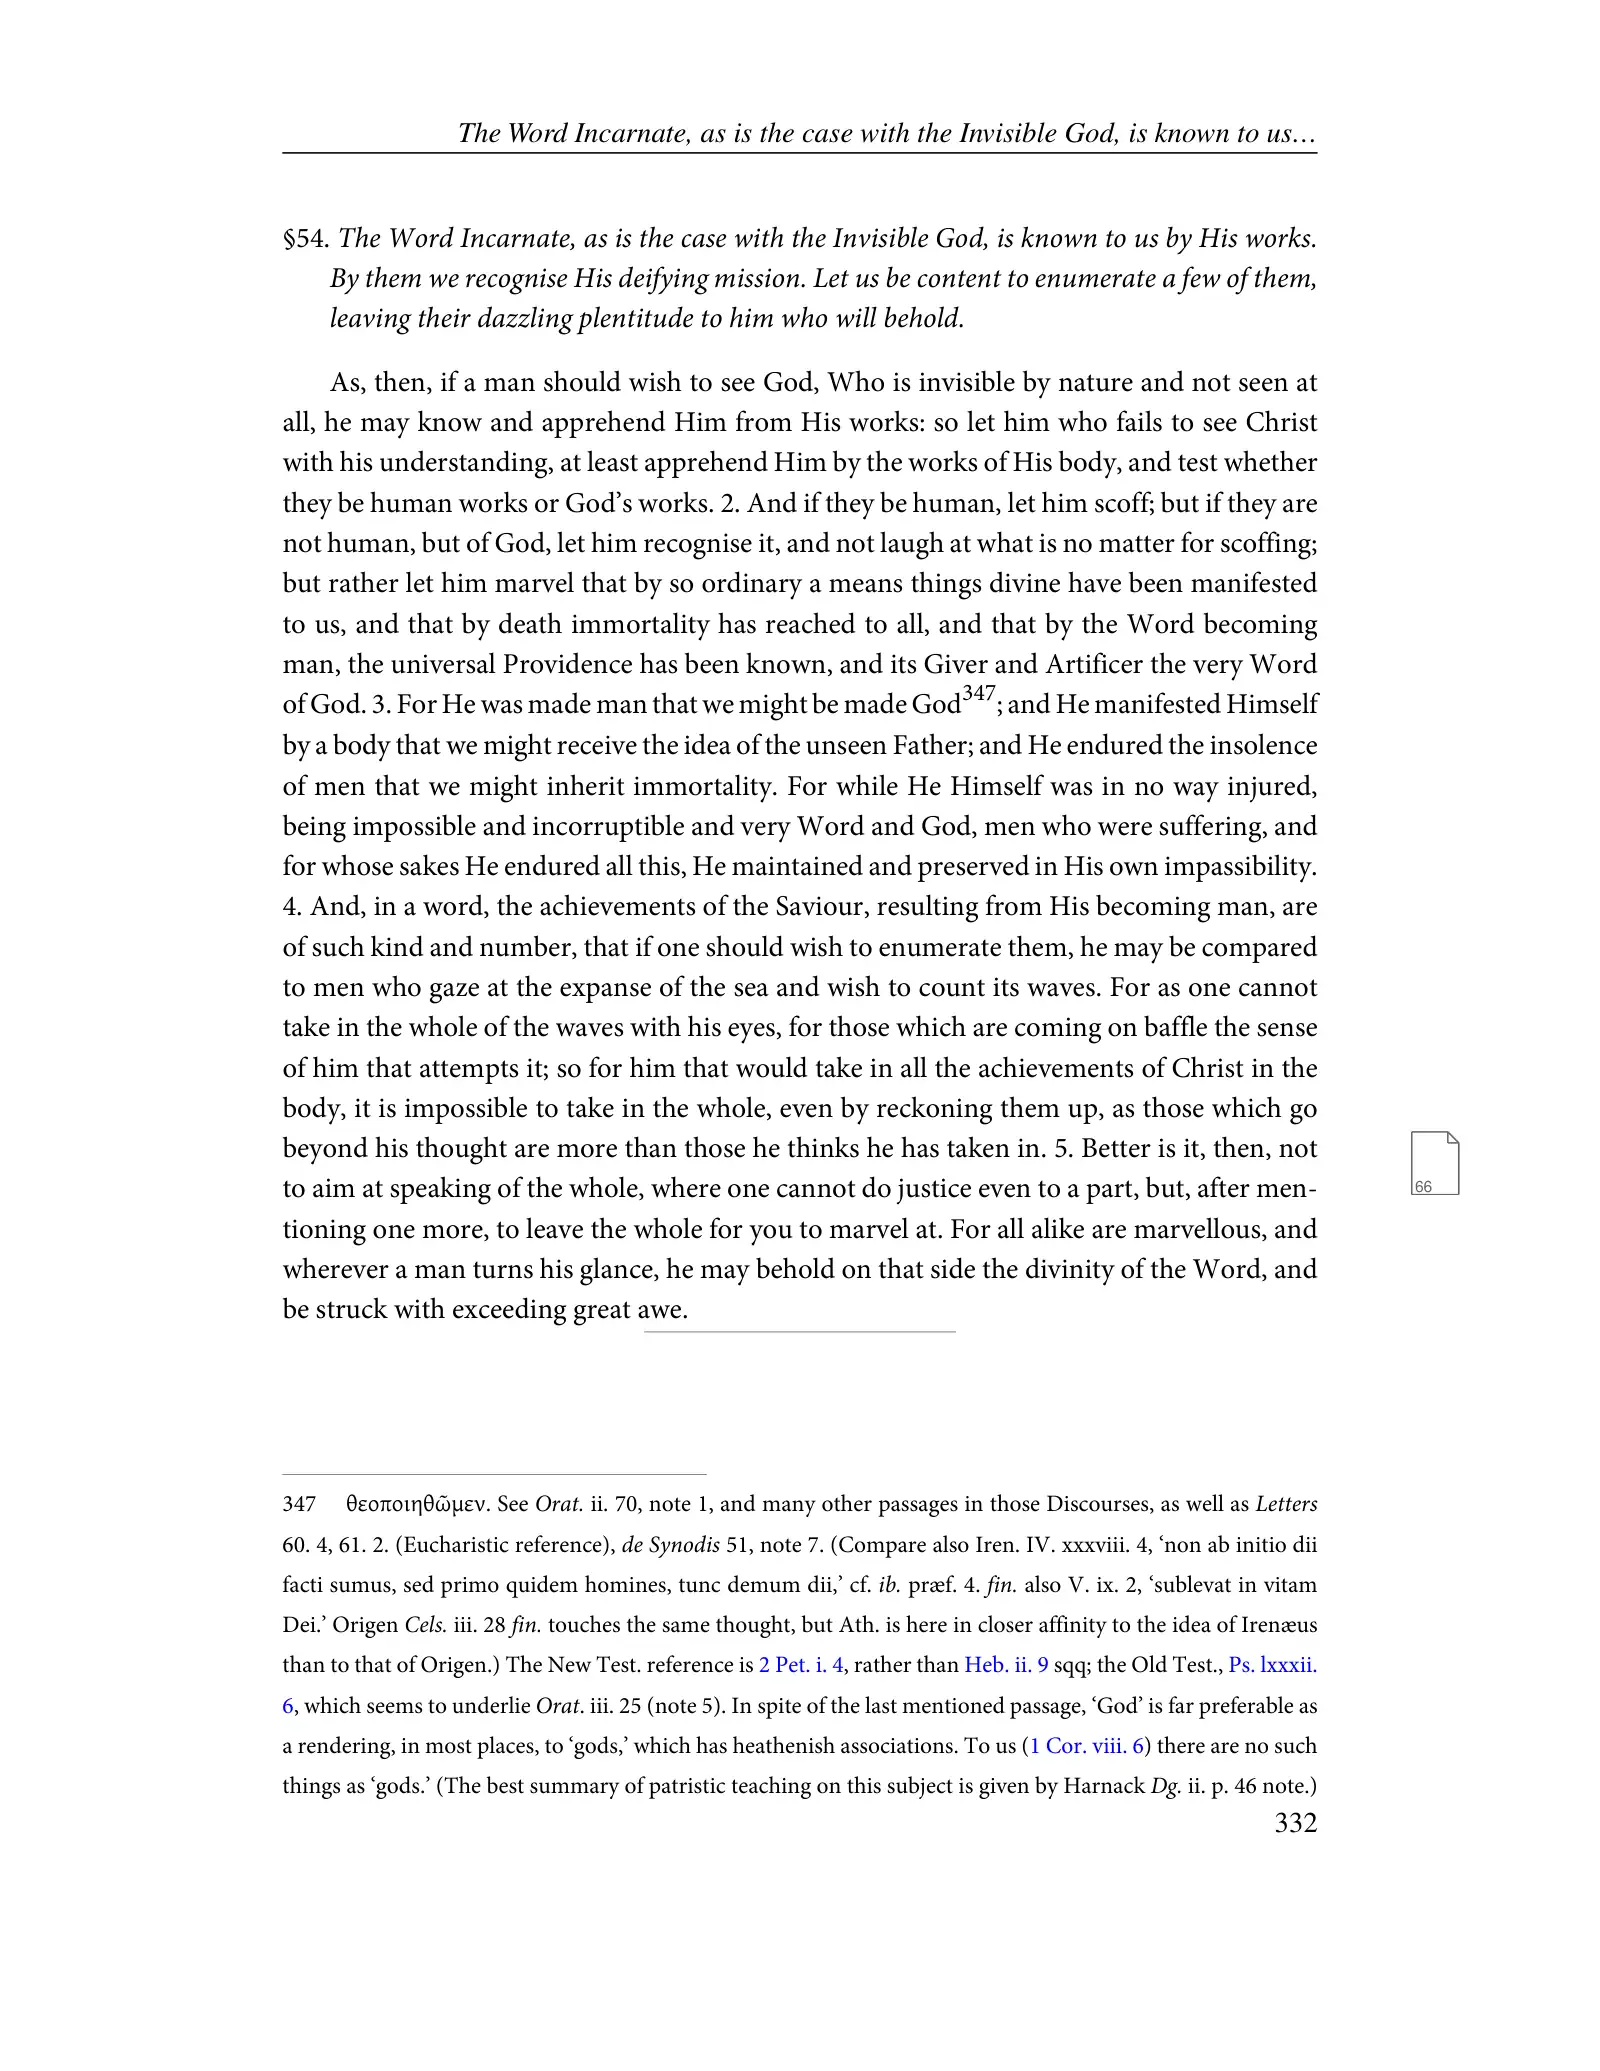 The Word Incarnate, as is the case with the Invisible God, is known to us…
§54. The Word Incarnate, as is the case with the Invisible God, is known to us by His works.
By them we recognise His deifying mission. Let us be content to enumerate a few of them,
leaving their dazzling plentitude to him who will behold.
As, then, if a man should wish to see God, Who is invisible by nature and not seen at
all, he may know and apprehend Him from His works: so let him who fails to see Christ
with his understanding, at least apprehend Him by the works of His body, and test whether
they be human works or God’s works. 2. And if they be human, let him scoff; but if they are
not human, but of God, let him recognise it, and not laugh at what is no matter for scoffing;
but rather let him marvel that by so ordinary a means things divine have been manifested
to us, and that by death immortality has reached to all, and that by the Word becoming
man, the universal Providence has been known, and its Giver and Artificer the very Word
of God. 3. For He was made man that we might be made God347; and He manifested Himself
by a body that we might receive the idea of the unseen Father; and He endured the insolence
of men that we might inherit immortality. For while He Himself was in no way injured,
being impossible and incorruptible and very Word and God, men who were suffering, and
for whose sakes He endured all this, He maintained and preserved in His own impassibility.
4. And, in a word, the achievements of the Saviour, resulting from His becoming man, are
of such kind and number, that if one should wish to enumerate them, he may be compared
to men who gaze at the expanse of the sea and wish to count its waves. For as one cannot
take in the whole of the waves with his eyes, for those which are coming on baffle the sense
of him that attempts it; so for him that would take in all the achievements of Christ in the
body, it is impossible to take in the whole, even by reckoning them up, as those which go
beyond his thought are more than those he thinks he has taken in. 5. Better is it, then, not
to aim at speaking of the whole, where one cannot do justice even to a part, but, after men-
tioning one more, to leave the whole for you to marvel at. For all alike are marvellous, and
wherever a man turns his glance, he may behold on that side the divinity of the Word, and
be struck with exceeding great awe.
66
347 θεοποιηθῶμεν. See Orat. ii. 70, note 1, and many other passages in those Discourses, as well as Letters
60. 4, 61. 2. (Eucharistic reference), de Synodis 51, note 7. (Compare also Iren. IV. xxxviii. 4, ‘non ab initio dii
facti sumus, sed primo quidem homines, tunc demum dii,’ cf. ib. præf. 4. fin. also V. ix. 2, ‘sublevat in vitam
Dei.’ Origen Cels. iii. 28 fin. touches the same thought, but Ath. is here in closer affinity to the idea of Irenæus
than to that of Origen.) The New Test. reference is 2 Pet. i. 4, rather than Heb. ii. 9 sqq; the Old Test., Ps. lxxxii.
6, which seems to underlie Orat. iii. 25 (note 5). In spite of the last mentioned passage, ‘God’ is far preferable as
a rendering, in most places, to ‘gods,’ which has heathenish associations. To us (1 Cor. viii. 6) there are no such
things as ‘gods.’ (The best summary of patristic teaching on this subject is given by Harnack Dg. ii. p. 46 note.)
332